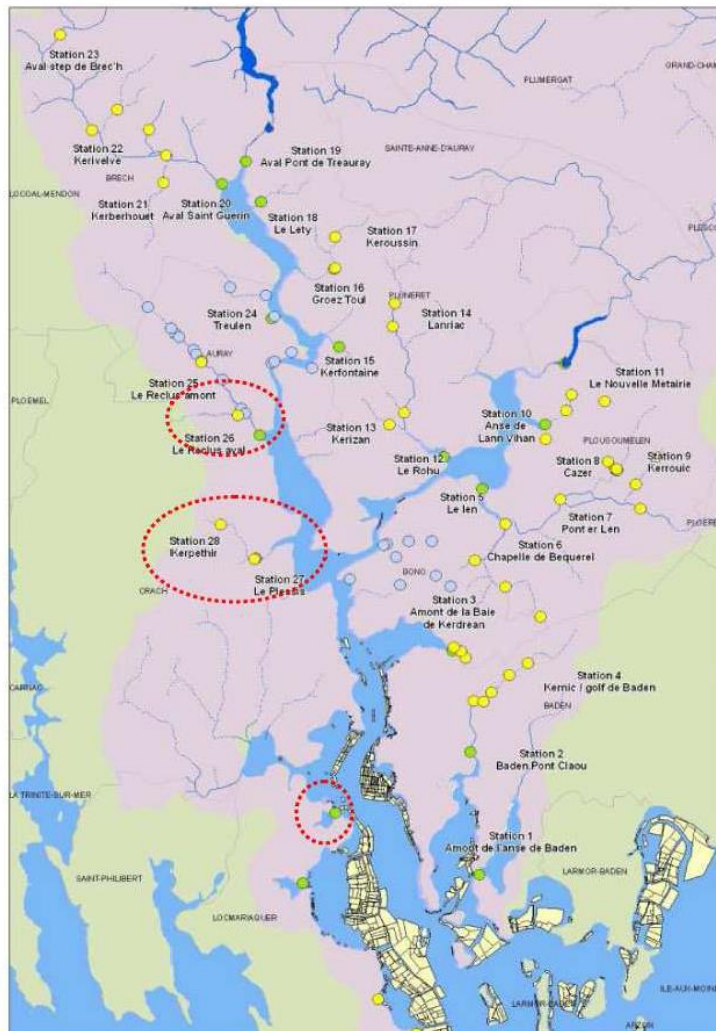 Station 23
Aval step de Brec'h
GRAND-CHAM
PLUMERGAT
Station 19
Aval Pont de Treauray
SAINTE-ANNE-D'AURAY
Station 22
Kerivelve
BRECH
LOCOAL-MENDON
Station 21
Kerberhouet
Station 20
Aval Saint Guerin
Station 18
Le Lety
Station 17
Keroussin
PLESCO
Station 16
Groez Toul
PLUNERET
Station 24
Treulen
Station 14
Lanriac
AURAY
Station 15
Kerfontaine
Station 11
Le Nouvelle Metairie
PLOEMEL
Station 25
Le Reclus amont
Station 10
Anse de
Lann Vihan
Station 13
Kerizan
PLOUGOUMELEN
Station 26
Le Reclus aval
Station 12
Le Rohu
Station 8
Cazer
Station 9
Kerrouic
Station 5
Le len
Station 7
Pont er Len
PLOERE
Station 28
Kerpethir
Station 6
Chapelle de Bequerel
BONO
Station 27
Le Plessis
CRACH
Station 3
Amont de la Baie
de Kerdrean
Station 4
Kernic / golf de Baden
BADEN
CARNAC
Station 2
Baden Pont Claou
LA TRINITE-SUR-MER
Station 1
Amont de l'anse de Baden
SAINT-PHILIBERT
LARMOR-BADEN
LOCMARIAQUER
ILE-AUX-MOINE
LARMOR-BADEN
ARZON